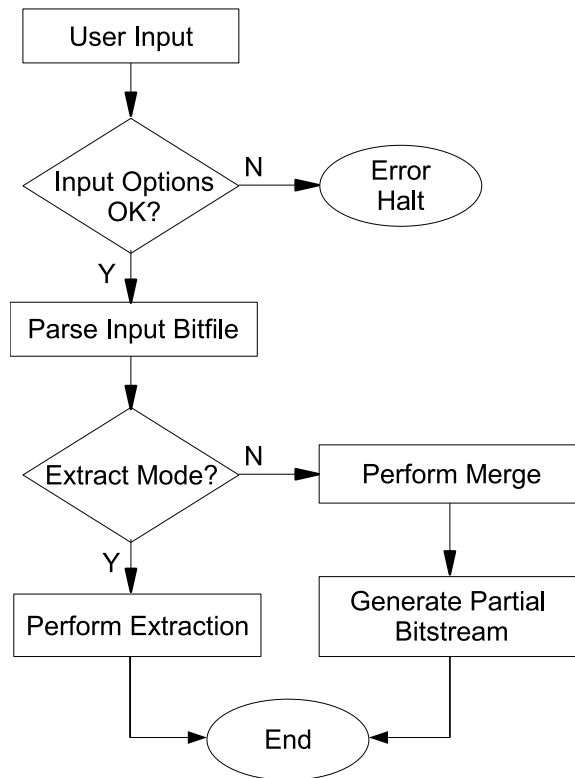 User Input
Input Options
OK?
N
Error
Halt
Y
Parse Input Bitfile
Extract Mode?
N
Perform Merge
Y
Perform Extraction
Generate Partial
Bitstream
End